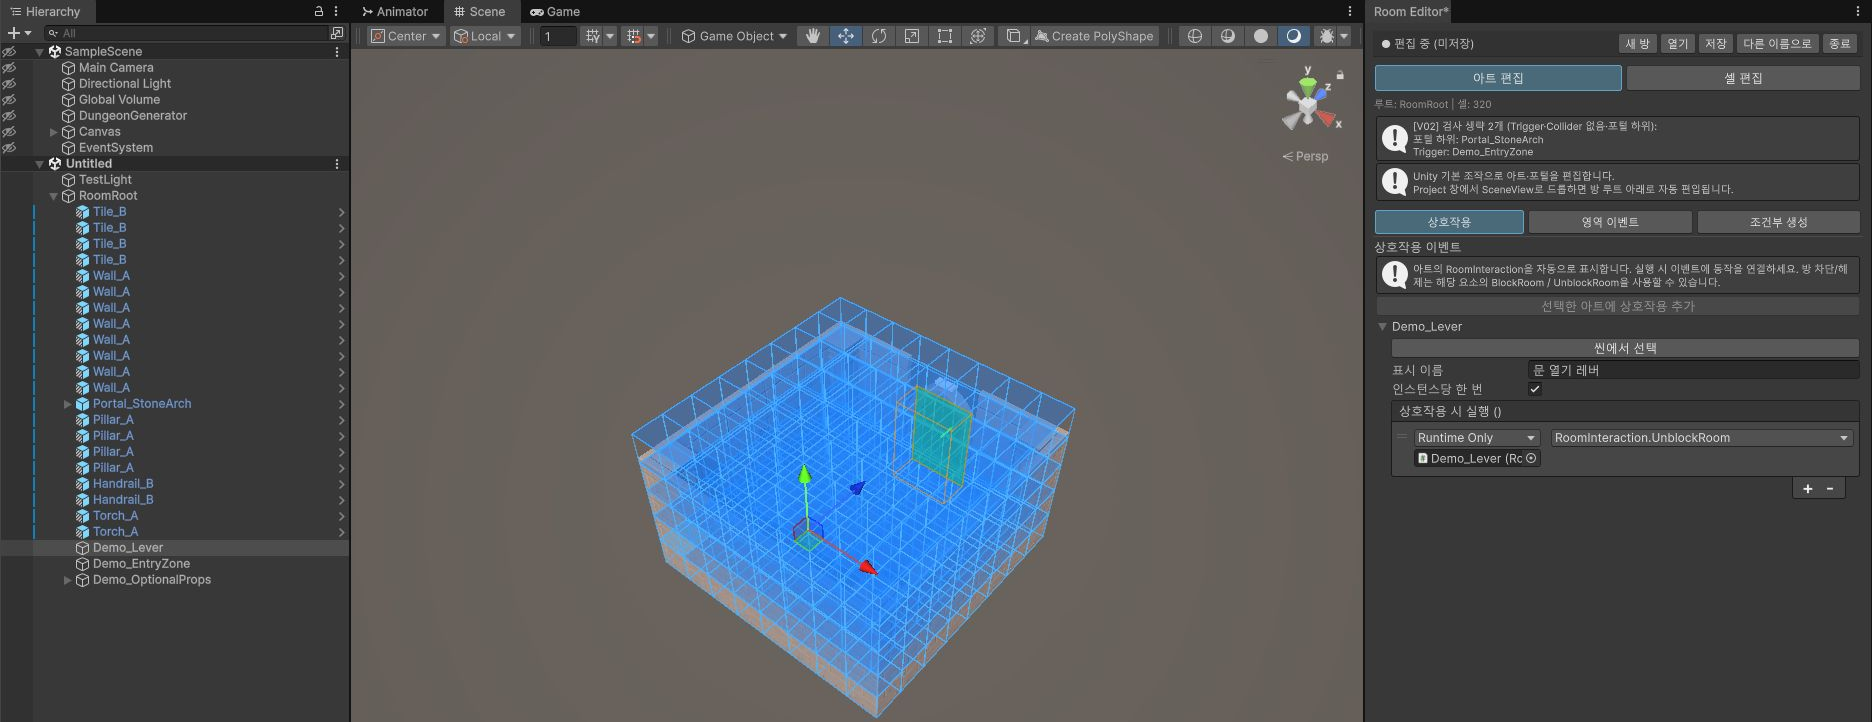 Hierarchy
All
SampleScene
Main Camera
Directional Light
Global Volume
DungeonGenerator
Canvas
EventSystem
Untitled
TestLight
RoomRoot
Tile_B
Tile_B
Tile_B
Tile_B
Wall_A
Wall_A
Wall_A
Wall_A
Wall_A
Wall_A
Wall_A
Wall_A
Portal_StoneArch
Pillar_A
Pillar_A
Pillar_A
Pillar_A
Handrail_B
Handrail_B
Torch_A
Torch_A
Demo_Lever
Demo_EntryZone
Demo_OptionalProps
Animator Scene Game
Center Local 1 Game Object Create PolyShape
y
z
x
Persp
Room Editor*
편집 중 (미저장) 새 방 열기 저장 다른 이름으로 종료
아트 편집 셀 편집
루트: RoomRoot | 셀: 320
[V02] 검사 생략 2개 (Trigger·Collider 없음·포털 하위):
포털 하위: Portal_StoneArch
Trigger: Demo_EntryZone
Unity 기본 조작으로 아트·포털을 편집합니다.
Project 창에서 SceneView로 드롭하면 방 루트 아래로 자동 편입됩니다.
상호작용 영역 이벤트 조건부 생성
상호작용 이벤트
아트의 RoomInteraction을 자동으로 표시합니다. 실행 시 이벤트에 동작을 연결하세요. 방 차단/해
제는 해당 요소의 BlockRoom / UnblockRoom을 사용할 수 있습니다.
선택한 아트에 상호작용 추가
Demo_Lever
씬에서 선택
표시 이름 문 열기 레버
인스턴스당 한 번
상호작용 시 실행 ()
Runtime Only RoomInteraction.UnblockRoom
Demo_Lever (Rc
+ -